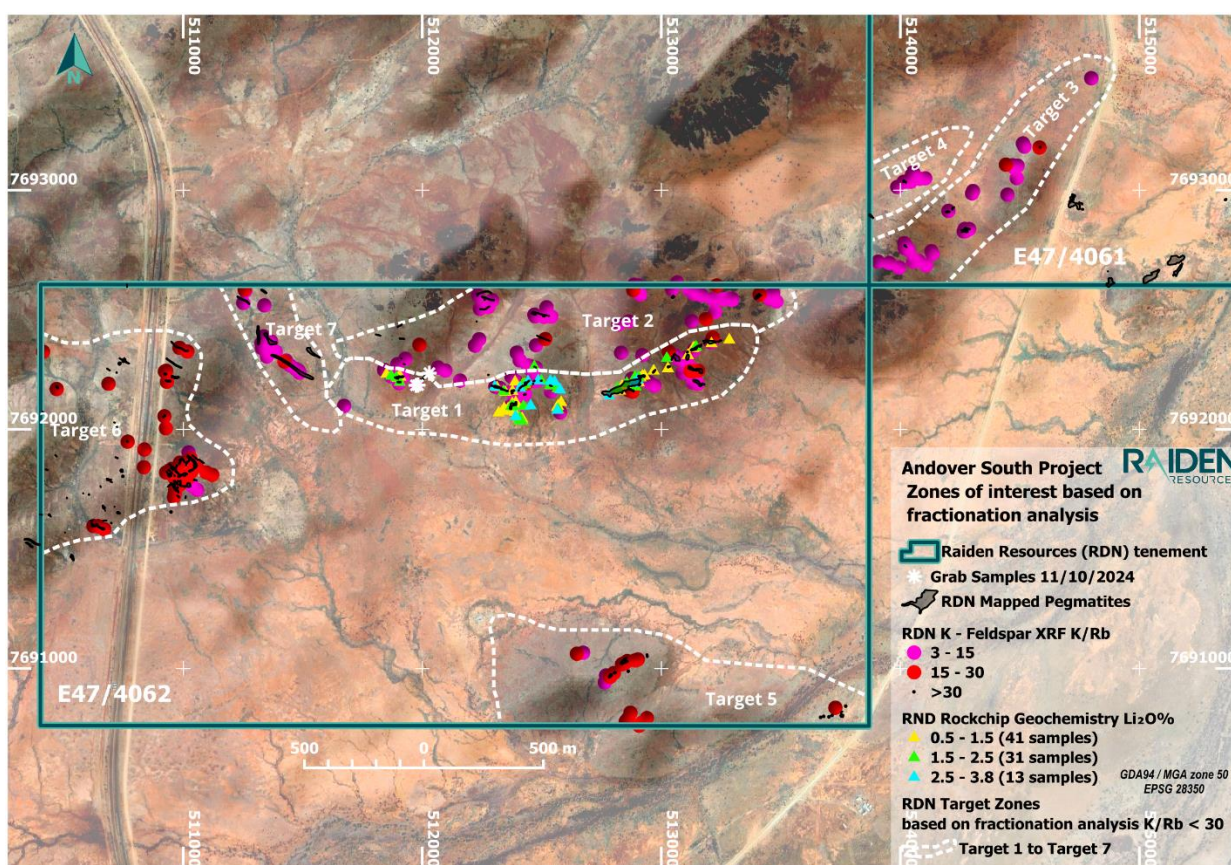 N
511000
512000
513000
514000
515000
Target 3
Target 4
7693000
7693000
E47/4061
Target 7
Target 2
Target 1
7692000
7692000
Target 6
Target 5
7691000
7691000
E47/4062
500 0 500 m
511000
512000
513000
Andover South Project
Zones of interest based on
fractionation analysis
RAIDEN
RESOURCES
Raiden Resources (RDN) tenement
Grab Samples 11/10/2024
RDN Mapped Pegmatites
RDN K - Feldspar XRF K/Rb
3 - 15
15 - 30
>30
RND Rockchip Geochemistry Li₂O%
0.5 - 1.5 (41 samples)
1.5 - 2.5 (31 samples)
2.5 - 3.8 (13 samples)
GDA94 / MGA zone 50
EPSG 28350
RDN Target Zones
based on fractionation analysis K/Rb < 30
Target 1 to Target 7